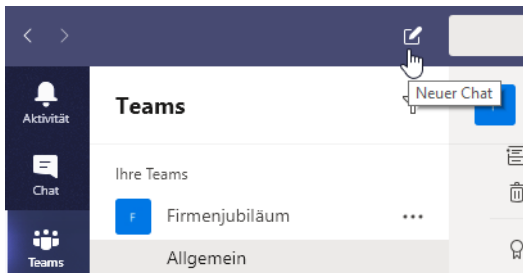 Neuer Chat
Aktivität
Teams
Chat
Ihre Teams
F Firmenjubiläum ...
Teams
Allgemein